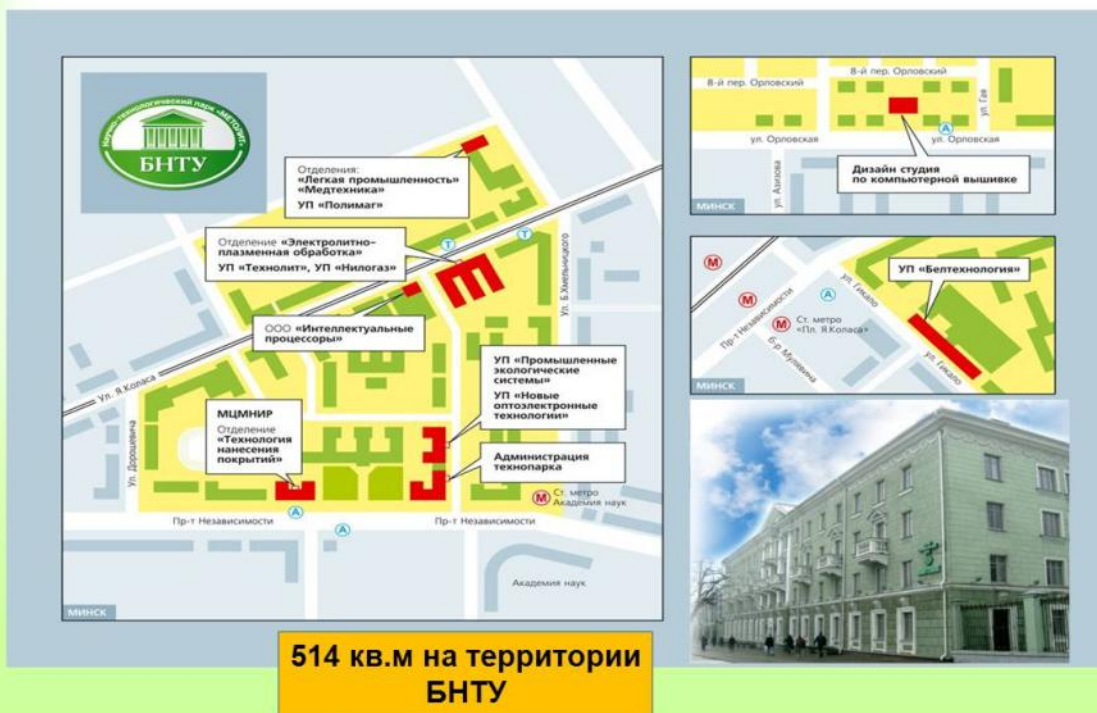 Научно-технологический парк «МЕТОЛИТ»
БНТУ
Отделения:
«Легкая промышленность»
«Медтехника»
УП «Полимаг»
Отделение «Электролитно-
плазменная обработка»
УП «Технолит», УП «Нилогаз»
Т
Т
ООО «Интеллектуальные
процессоры»
Ул. Я.Коласа
ул. Б.Хмельницкого
УП «Промышленные
экологические
системы»
УП «Новые
оптоэлектронные
технологии»
МЦМНИР
Отделение
«Технология
нанесения
покрытий»
Ул. Дорошевича
Администрация
технопарка
М
Ст. метро
Академия наук
А
А
Пр-т Независимости
Пр-т Независимости
Академия наук
МИНСК
8-й пер. Орловский
8-й пер. Орловский
ул. Гая
ул. Орловская
А
ул. Орловская
ул. Азизова
Дизайн студия
по компьютерной вышивке
МИНСК
М
М
М
А
Ст. метро
«Пл. Я.Коласа»
Пр-т Независимости
б-р Мулявина
ул. Гикало
ул. Гикало
УП «Белтехнология»
МИНСК
514 кв.м на территории
БНТУ